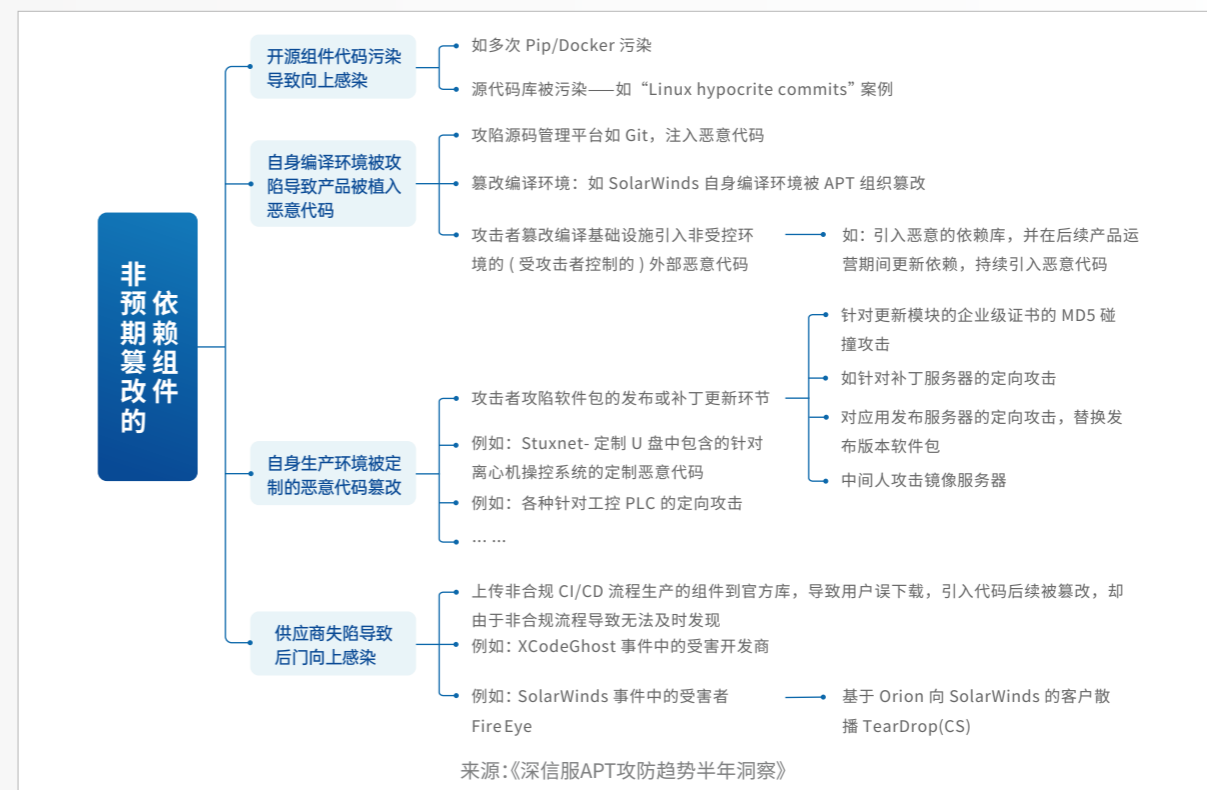 非预期篡改的
依赖组件
开源组件代码污染
导致向上感染
如多次 Pip/Docker 污染
源代码库被污染——如“Linux hypocrite commits”案例
自身编译环境被攻
陷导致产品被植入
恶意代码
攻陷源码管理平台如 Git，注入恶意代码
篡改编译环境：如 SolarWinds 自身编译环境被 APT 组织篡改
攻击者篡改编译基础设施引入非受控环
境的 ( 受攻击者控制的 ) 外部恶意代码
如：引入恶意的依赖库，并在后续产品运
营期间更新依赖，持续引入恶意代码
自身生产环境被定
制的恶意代码篡改
攻击者攻陷软件包的发布或补丁更新环节
针对更新模块的企业级证书的 MD5 碰
撞攻击
如针对补丁服务器的定向攻击
对应用发布服务器的定向攻击，替换发
布版本软件包
中间人攻击镜像服务器
例如：Stuxnet- 定制 U 盘中包含的针对
离心机操控系统的定制恶意代码
例如：各种针对工控 PLC 的定向攻击
… …
供应商失陷导致
后门向上感染
上传非合规 CI/CD 流程生产的组件到官方库，导致用户误下载，引入代码后续被篡改，却
由于非合规流程导致无法及时发现
例如：XCodeGhost 事件中的受害开发商
例如：SolarWinds 事件中的受害者
FireEye
基于 Orion 向 SolarWinds 的客户散
播 TearDrop(CS)
来源：《深信服APT攻防趋势半年洞察》